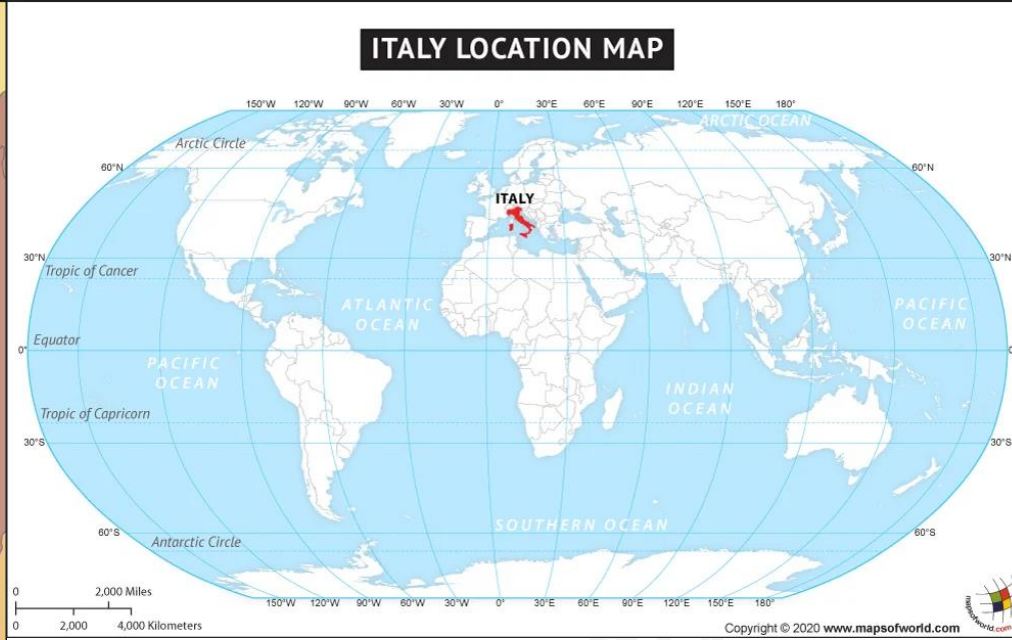 ITALY LOCATION MAP
150°W 120°W 90°W 60°W 30°W 0° 30°E 60°E 90°E 120°E 150°E 180°
ARCTIC OCEAN
Arctic Circle
60°N 60°N
ITALY
30°N 30°N
Tropic of Cancer
ATLANTIC
OCEAN
PACIFIC
OCEAN
Equator
0°
PACIFIC
OCEAN
INDIAN
OCEAN
Tropic of Capricorn
30°S 30°S
SOUTHERN OCEAN
60°S 60°S
Antarctic Circle
150°W 120°W 90°W 60°W 30°W 0° 30°E 60°E 90°E 120°E 150°E 180°
0 2,000 Miles
0 2,000 4,000 Kilometers
Copyright © 2020 www.mapsofworld.com
mapsofworld.com